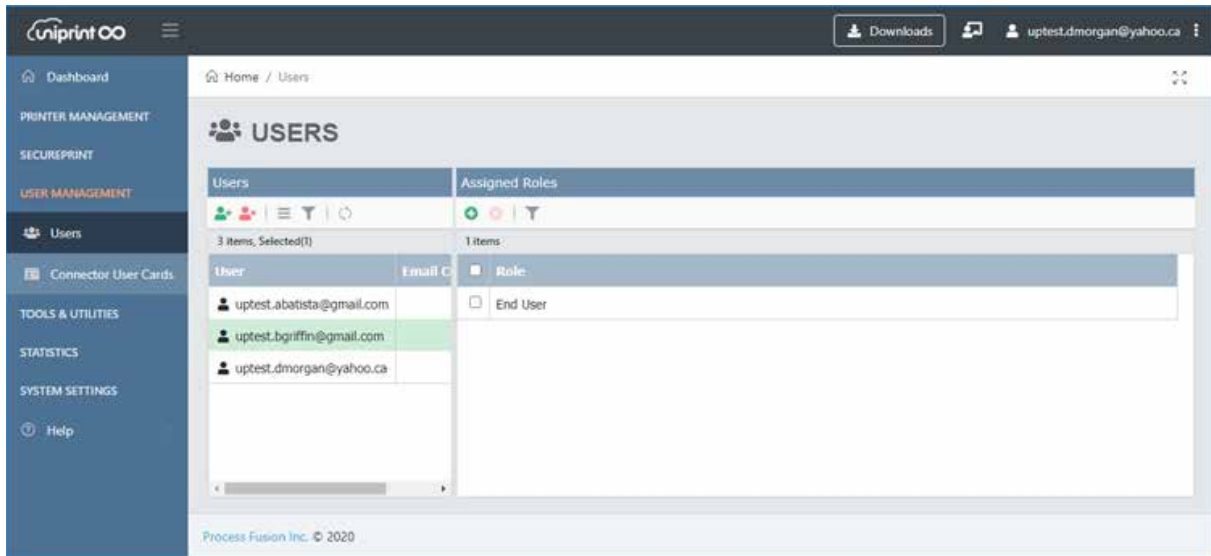 uniprint
Downloads
uptest.dmorgan@yahoo.ca
Dashboard
Home / Users
PRINTER MANAGEMENT
USERS
SECUREPRINT
USER MANAGEMENT
Users
Assigned Roles
Users
3 items, Selected(1)
1 items
Connector User Cards
User
Email C
Role
uptest.abatista@gmail.com
End User
TOOLS & UTILITIES
uptest.bgriffin@gmail.com
STATISTICS
uptest.dmorgan@yahoo.ca
SYSTEM SETTINGS
Help
Process Fusion Inc. © 2020